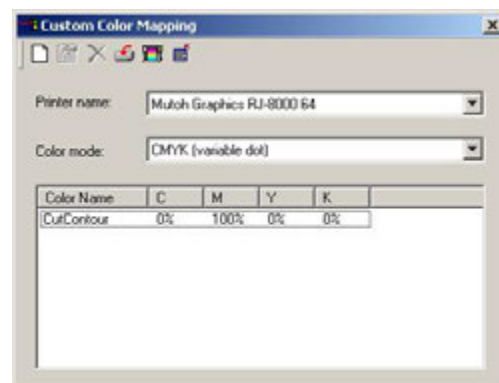 Custom Color Mapping
Printer name: Mutoh Graphics RJ-8000 64
Color mode: CMYK (variable dot)
Color Name C M Y K
CutContour 0% 100% 0% 0%